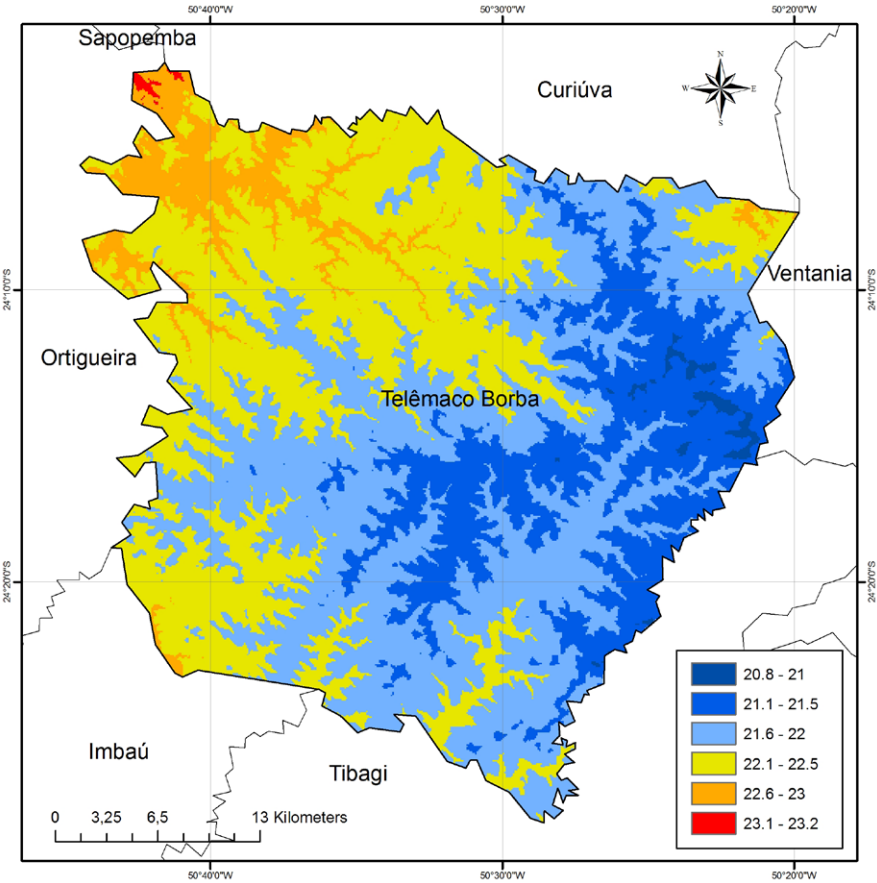 50°40'0"W 50°30'0"W 50°20'0"W
Sapopemba
Curiúva
N
W E
S
24°10'0"S 24°10'0"S
Ventania
Ortigueira
Telêmaco Borba
24°20'0"S 24°20'0"S
20.8 - 21
21.1 - 21.5
21.6 - 22
22.1 - 22.5
22.6 - 23
23.1 - 23.2
Imbaú
Tibagi
0 3,25 6,5 13 Kilometers
50°40'0"W 50°30'0"W 50°20'0"W